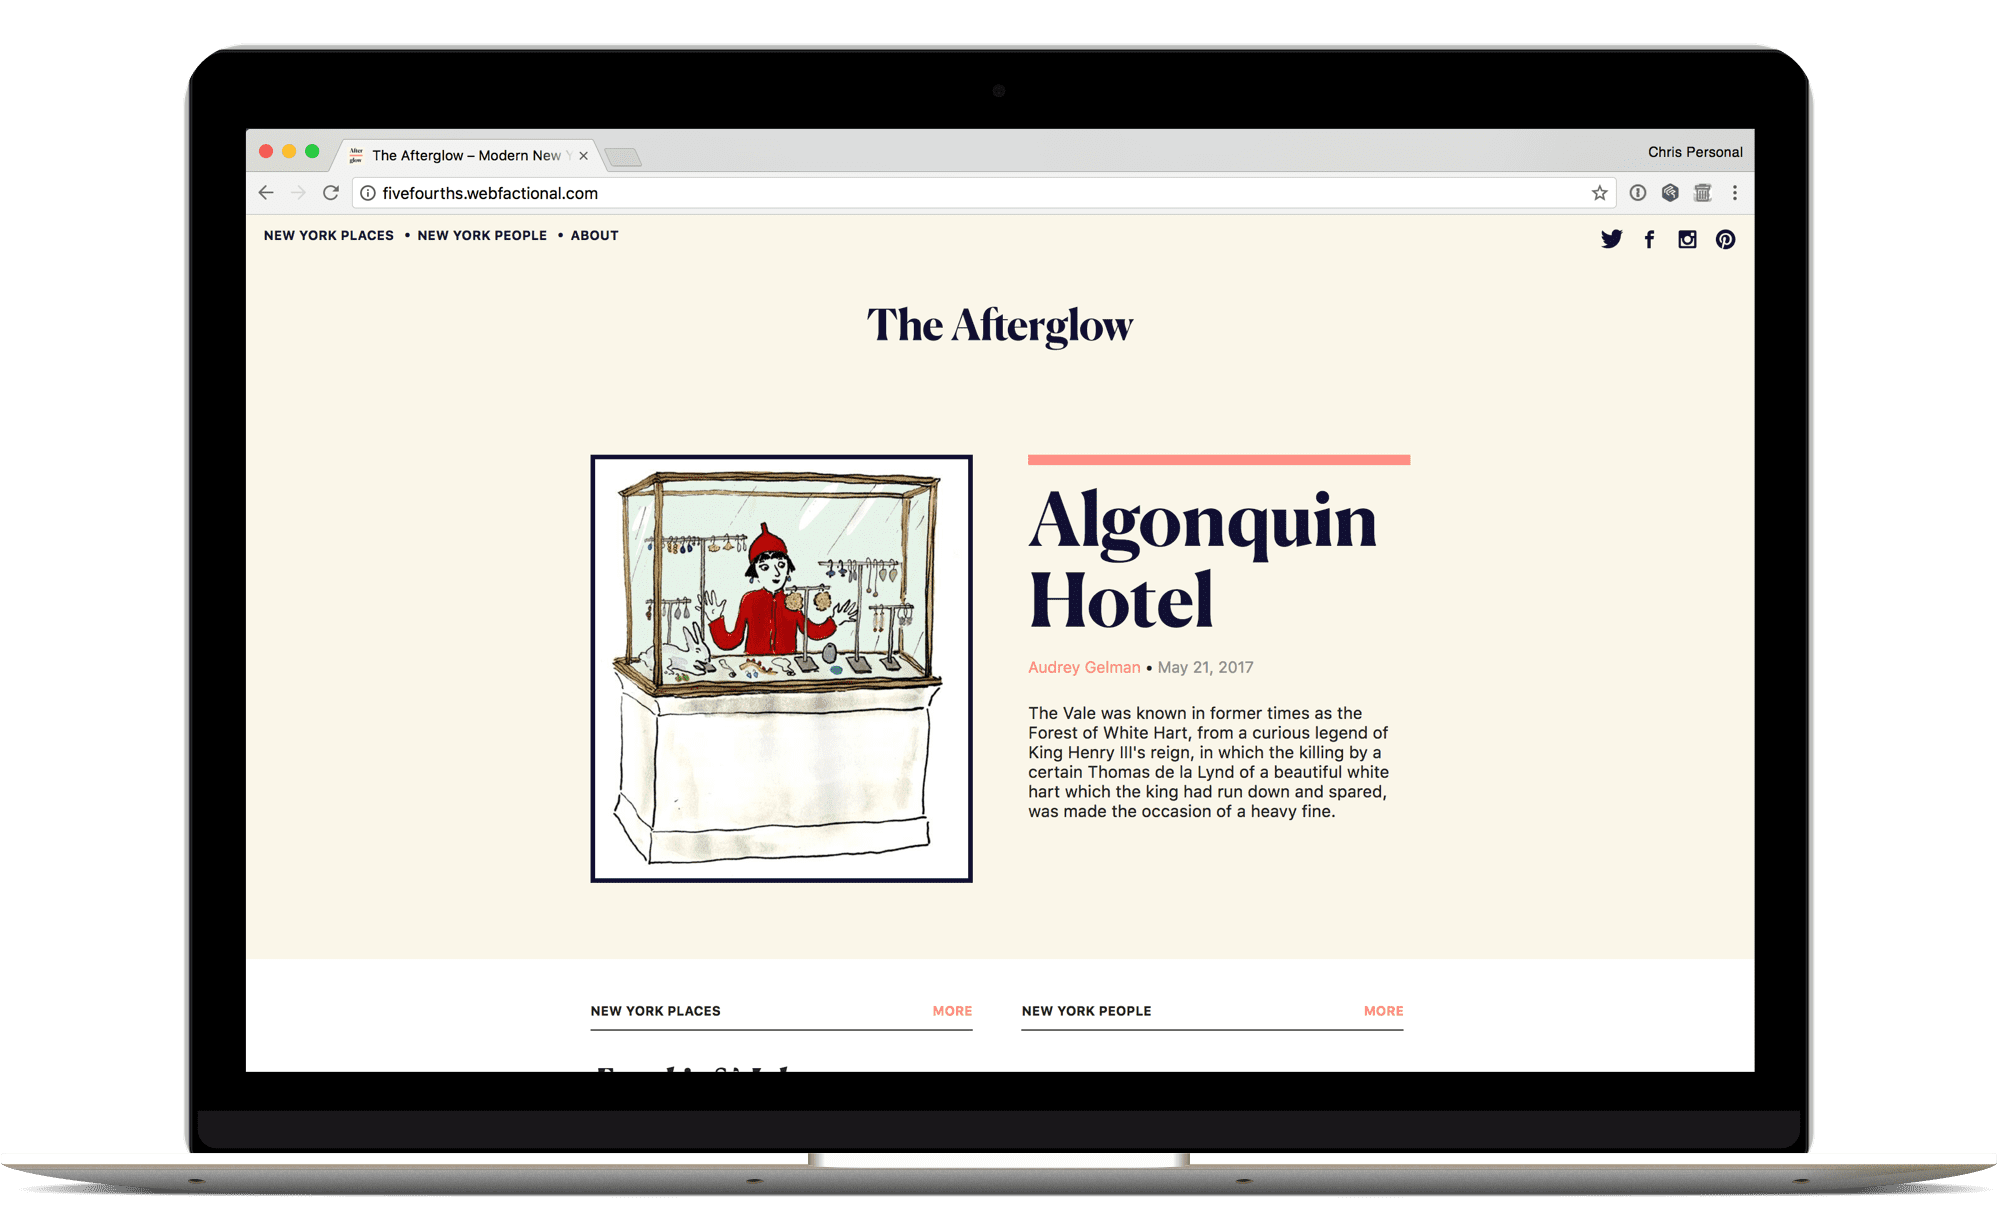 After
glow
The Afterglow – Modern New Y
Chris Personal
fivefourths.webfactional.com
NEW YORK PLACES • NEW YORK PEOPLE • ABOUT
The Afterglow
Algonquin
Hotel
Audrey Gelman • May 21, 2017
The Vale was known in former times as the
Forest of White Hart, from a curious legend of
King Henry III's reign, in which the killing by a
certain Thomas de la Lynd of a beautiful white
hart which the king had run down and spared,
was made the occasion of a heavy fine.
NEW YORK PLACES MORE
NEW YORK PEOPLE MORE